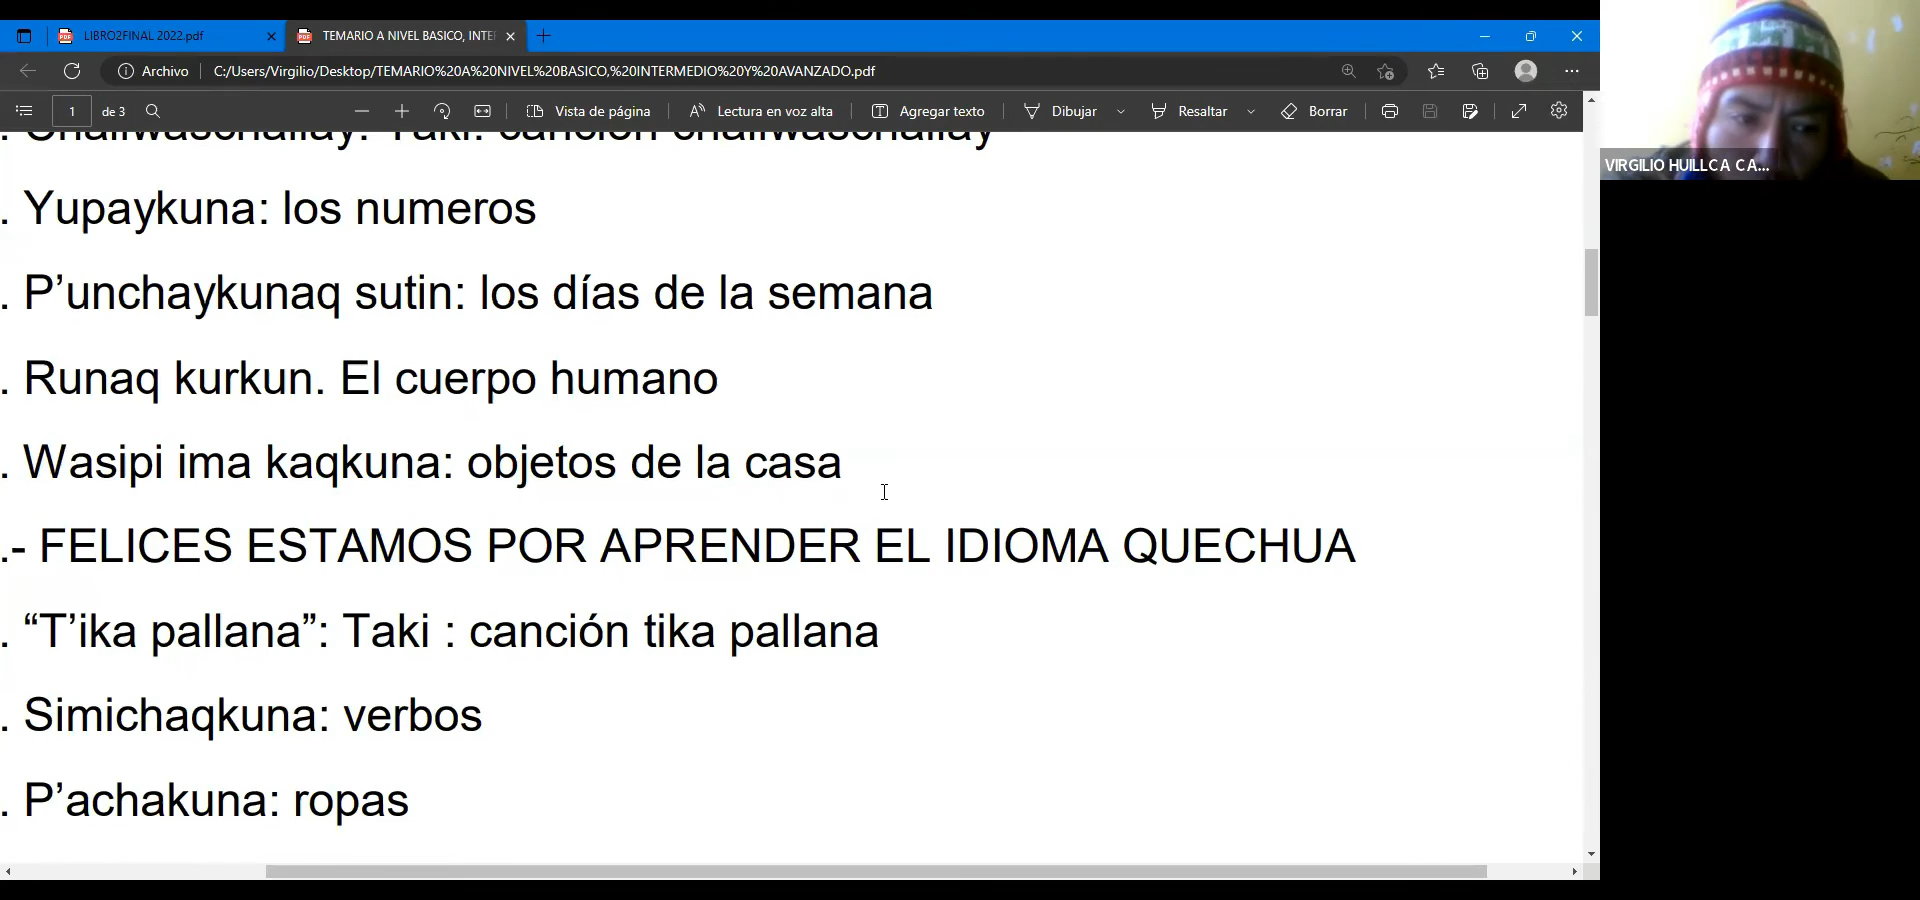 LIBRO2FINAL 2022.pdf
TEMARIO A NIVEL BASICO, INTE
Archivo
C:/Users/Virgilio/Desktop/TEMARIO%20A%20NIVEL%20BASICO,%20INTERMEDIO%20Y%20AVANZADO.pdf
1 de 3
Vista de página
Lectura en voz alta
Agregar texto
Dibujar
Resaltar
Borrar
VIRGILIO HUILLCA CA...
. Challwaschallay: Taki: canción challwaschallay
. Yupaykuna: los numeros
. P’unchaykunaq sutin: los días de la semana
. Runaq kurkun. El cuerpo humano
. Wasipi ima kaqkuna: objetos de la casa
.- FELICES ESTAMOS POR APRENDER EL IDIOMA QUECHUA
. “T’ika pallana”: Taki : canción tika pallana
. Simichaqkuna: verbos
. P’achakuna: ropas